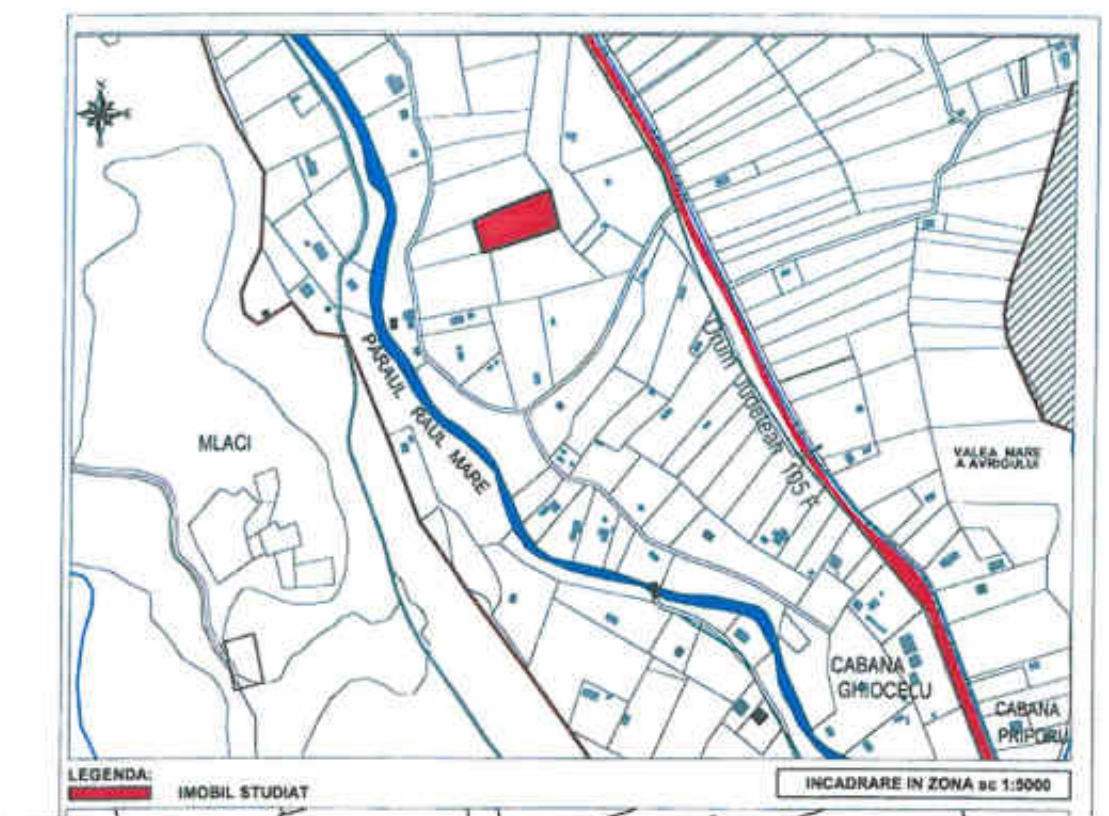 PARAUL RAUL MARE
Drum Judetean 105 A
MLACI
VALEA MARE
A AVRIGULUI
CABANA
GHIOCELU
CABANA
PRIPORU
LEGENDA:
IMOBIL STUDIAT
INCADRARE IN ZONA sc 1:5000